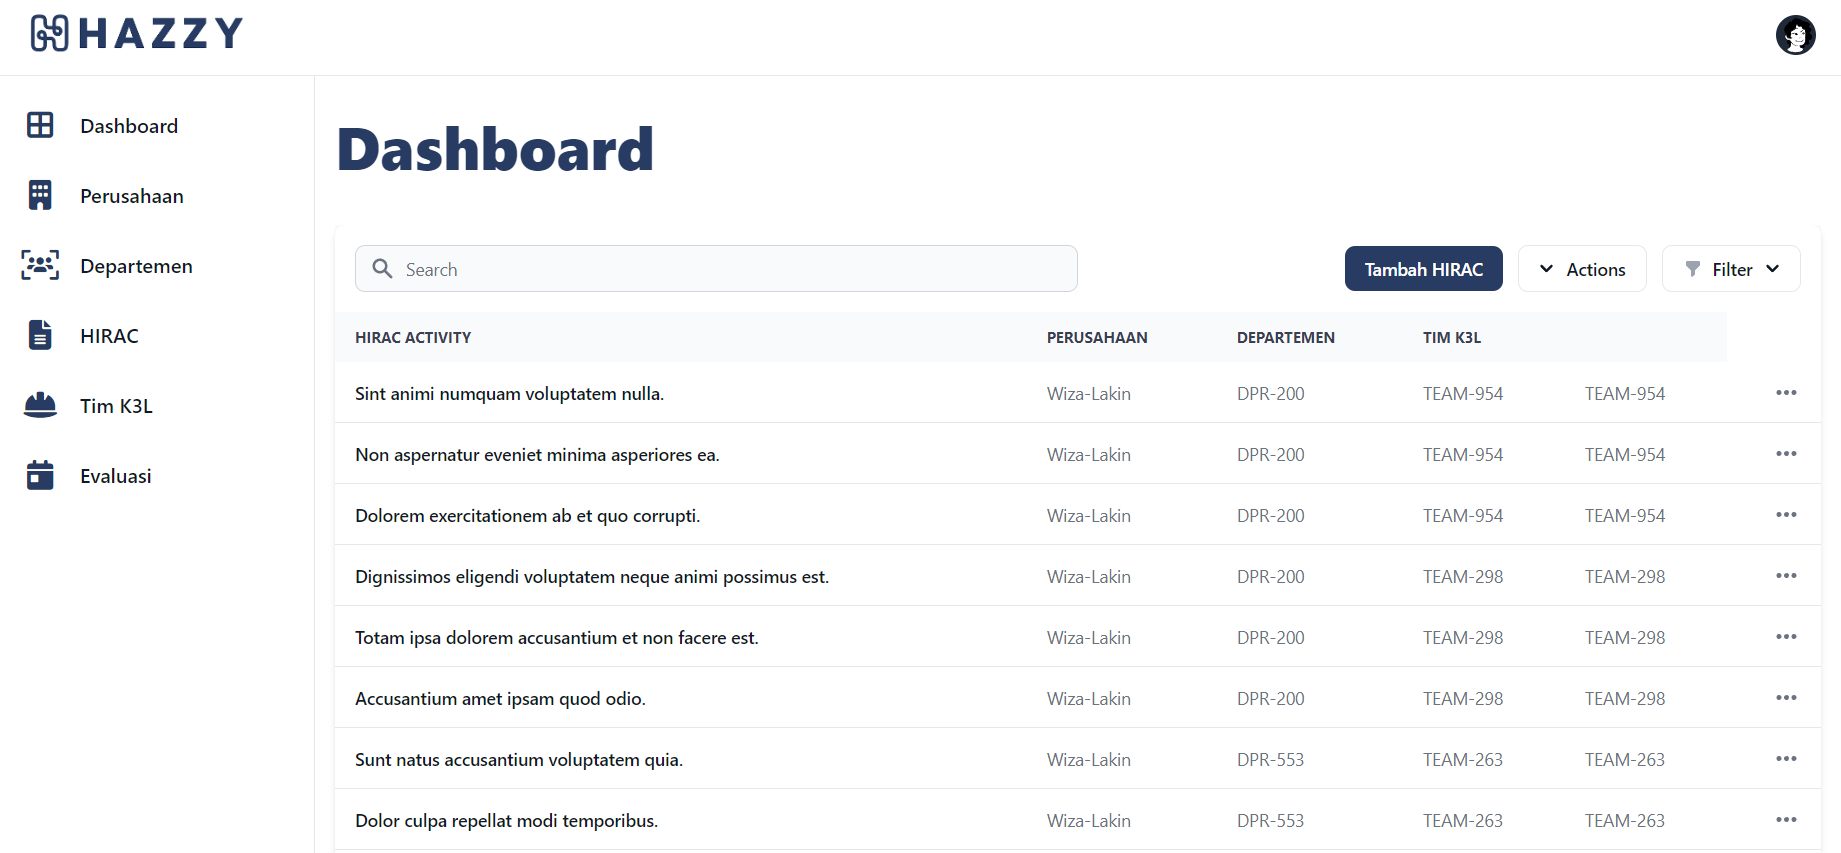 HAZZY
Dashboard
Perusahaan
Departemen
HIRAC
Tim K3L
Evaluasi
Dashboard
Search
Tambah HIRAC
Actions
Filter
HIRAC ACTIVITY PERUSAHAAN DEPARTEMEN TIM K3L
Sint animi numquam voluptatem nulla. Wiza-Lakin DPR-200 TEAM-954 TEAM-954
Non aspernatur eveniet minima asperiores ea. Wiza-Lakin DPR-200 TEAM-954 TEAM-954
Dolorem exercitationem ab et quo corrupti. Wiza-Lakin DPR-200 TEAM-954 TEAM-954
Dignissimos eligendi voluptatem neque animi possimus est. Wiza-Lakin DPR-200 TEAM-298 TEAM-298
Totam ipsa dolorem accusantium et non facere est. Wiza-Lakin DPR-200 TEAM-298 TEAM-298
Accusantium amet ipsam quod odio. Wiza-Lakin DPR-200 TEAM-298 TEAM-298
Sunt natus accusantium voluptatem quia. Wiza-Lakin DPR-553 TEAM-263 TEAM-263
Dolor culpa repellat modi temporibus. Wiza-Lakin DPR-553 TEAM-263 TEAM-263